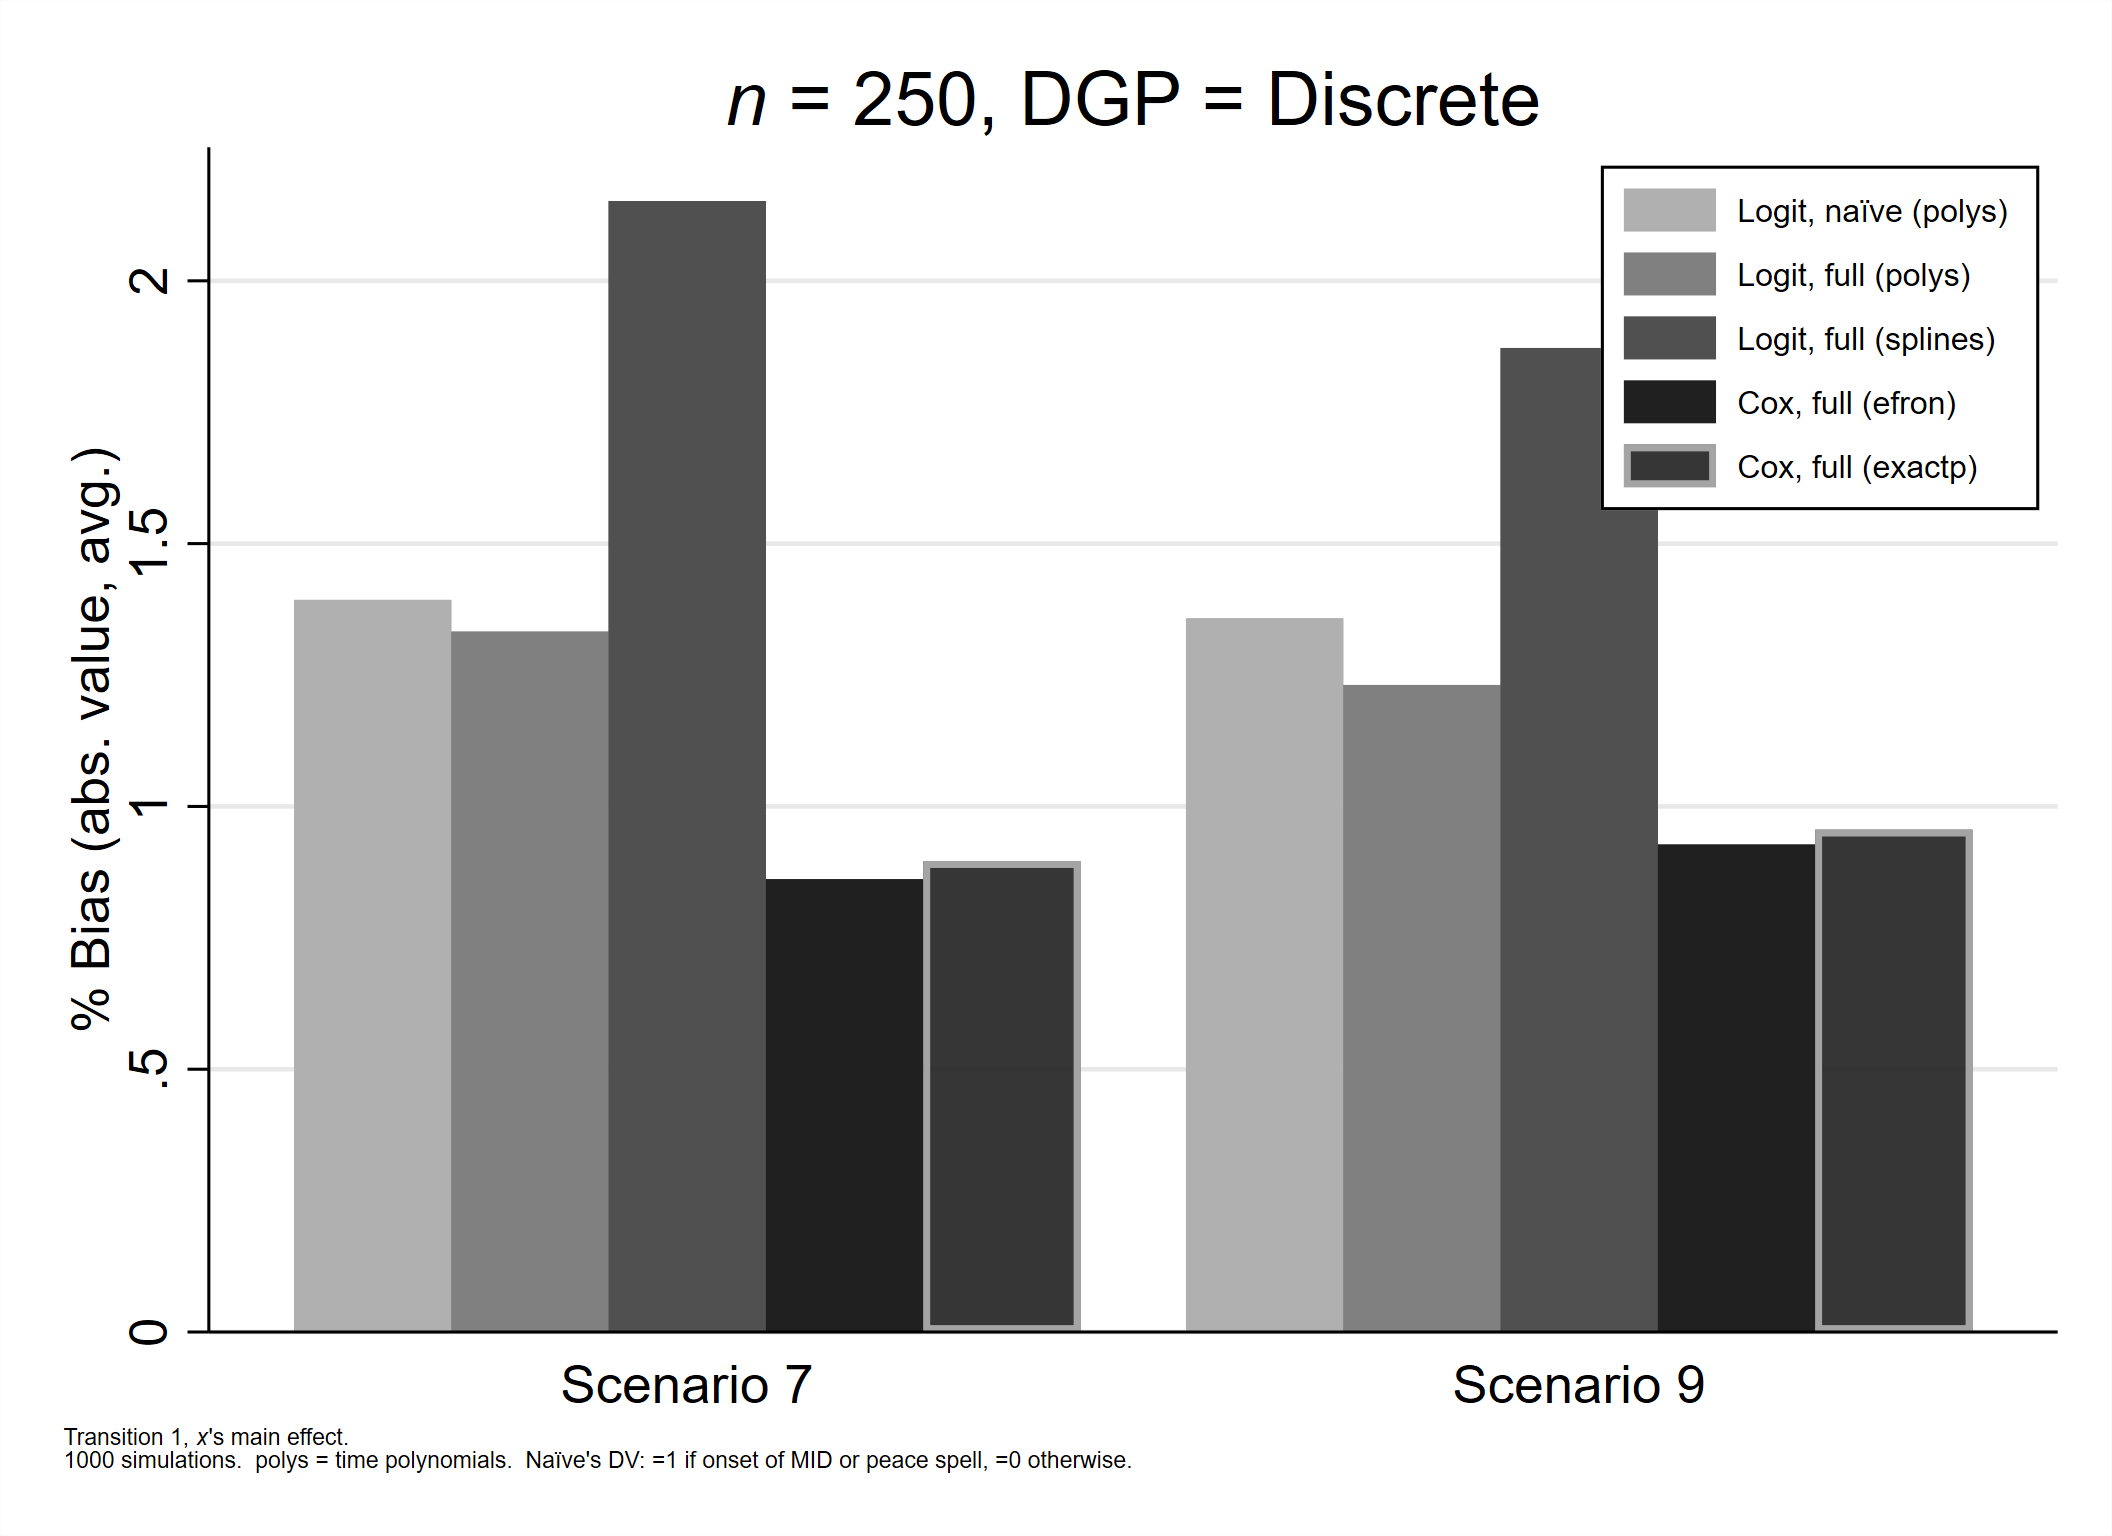 n = 250, DGP = Discrete
% Bias (abs. value, avg.)
2
1.5
1
.5
0
Logit, naïve (polys)
Logit, full (polys)
Logit, full (splines)
Cox, full (efron)
Cox, full (exactp)
Scenario 7
Scenario 9
Transition 1, x's main effect.
1000 simulations.  polys = time polynomials.  Naïve's DV: =1 if onset of MID or peace spell, =0 otherwise.